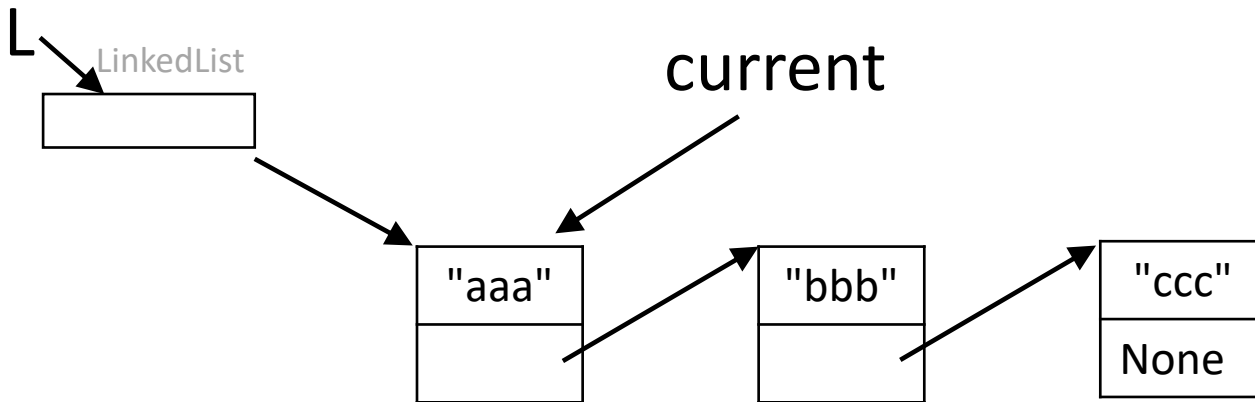 L
LinkedList
current
"aaa"
"bbb"
"ccc"
None